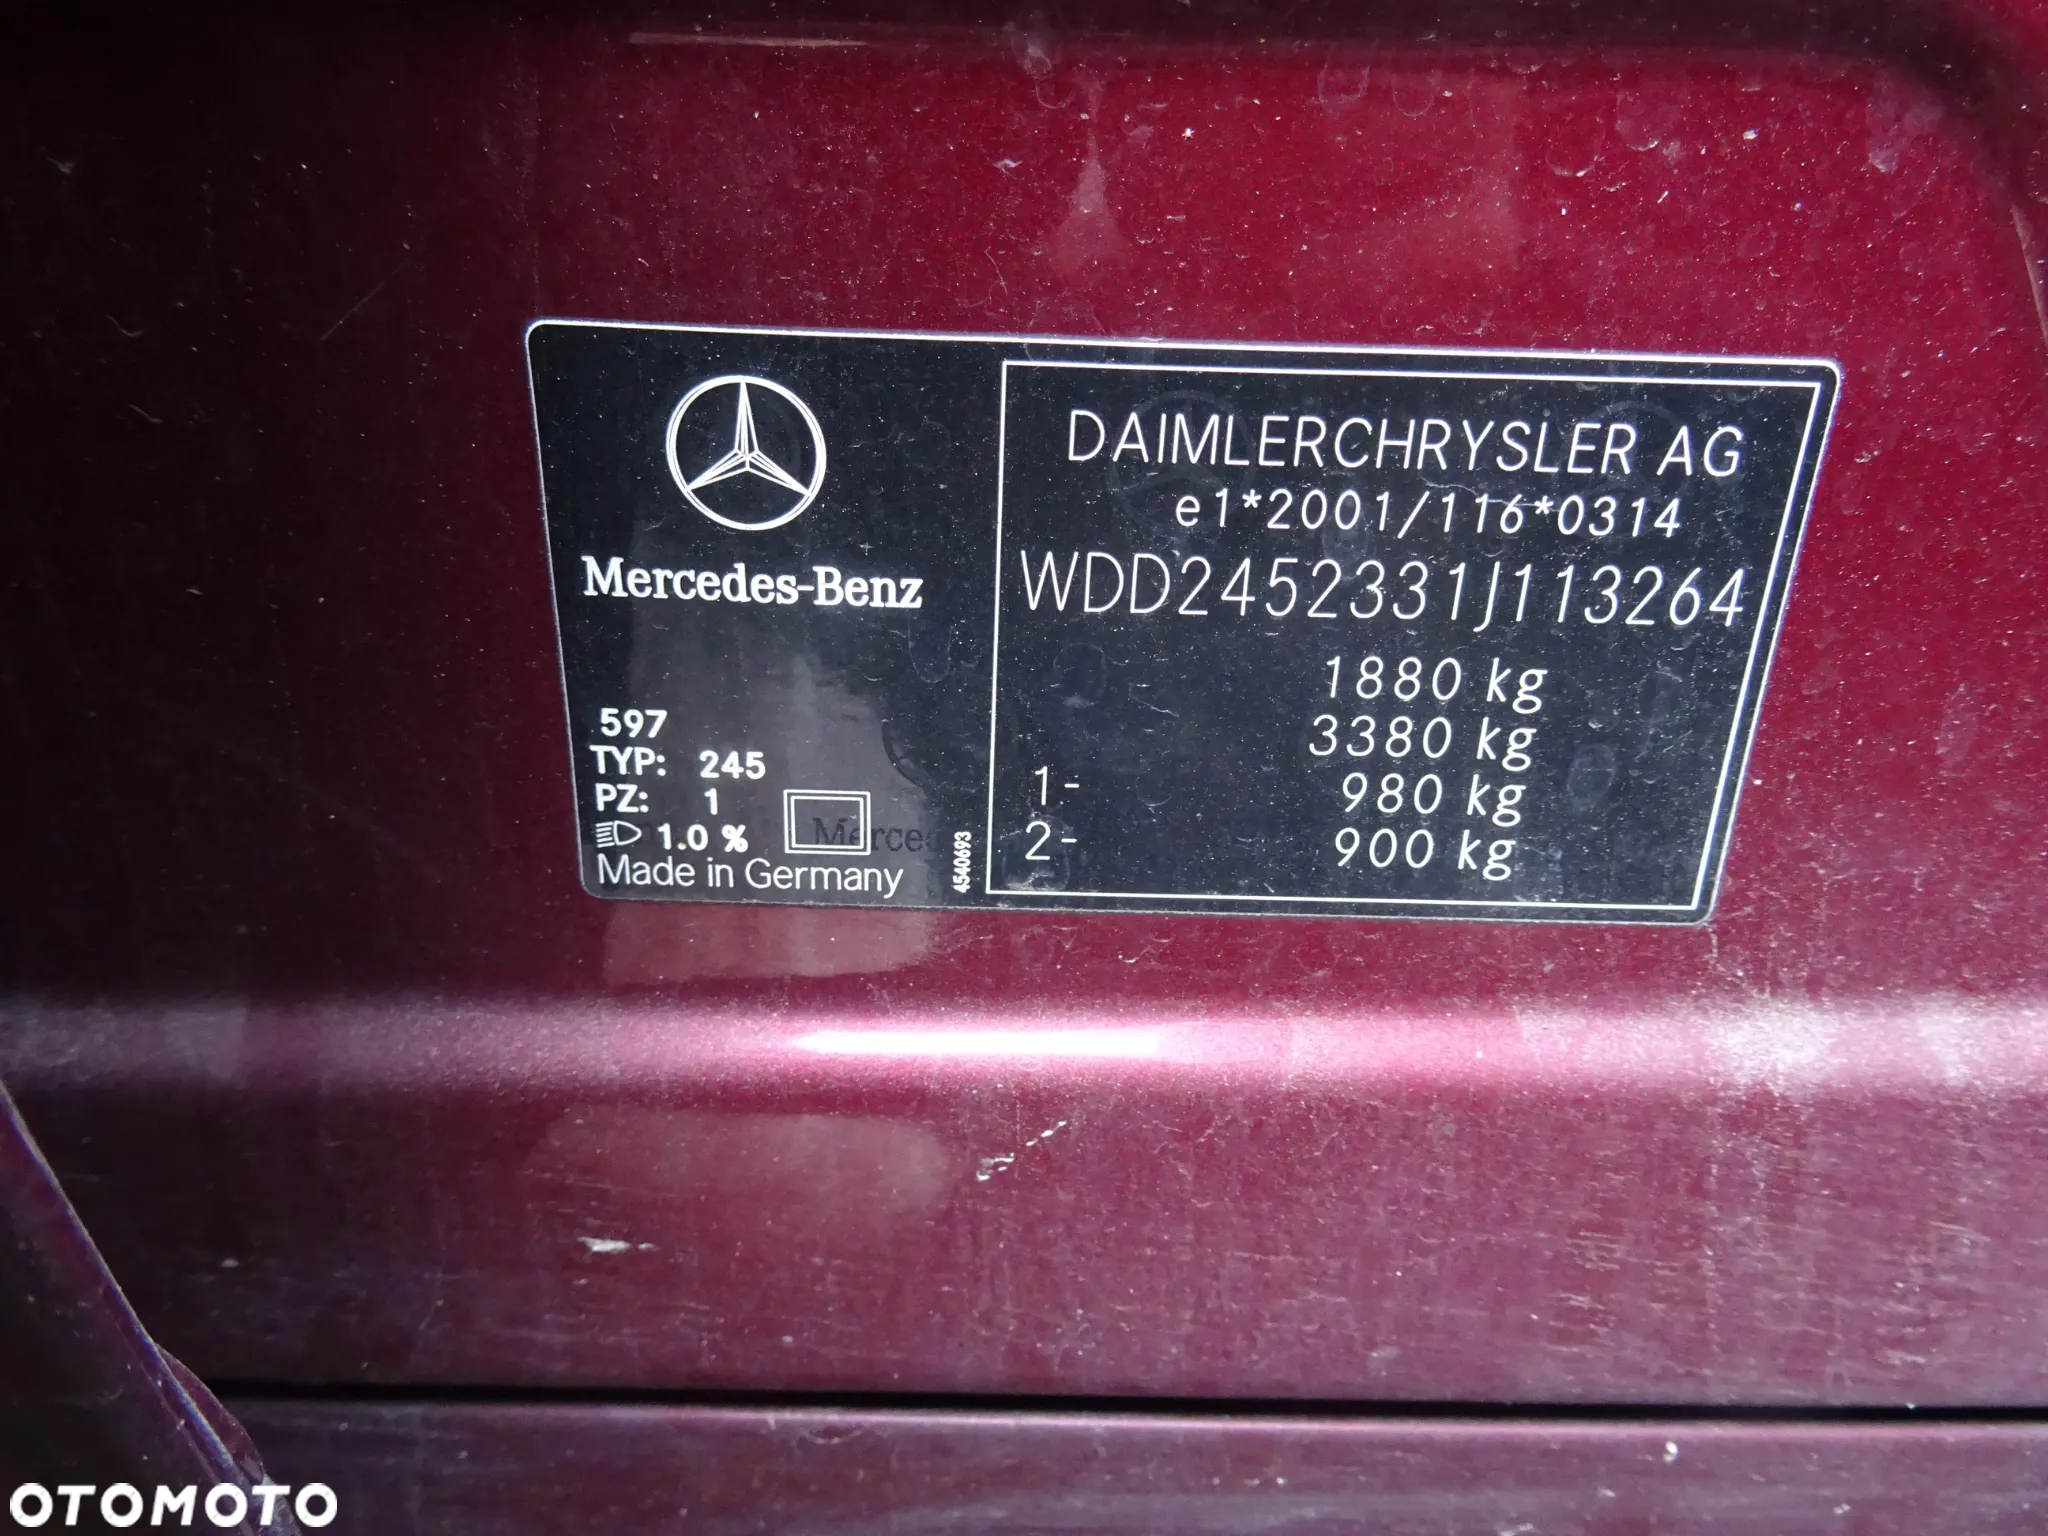 Mercedes-Benz
597
TYP: 245
PZ: 1
1.0 %
Made in Germany
4540693
DAIMLERCHRYSLER AG
e1*2001/116*0314
WDD2452331J113264
1880 kg
3380 kg
1- 980 kg
2- 900 kg
OTOMOTO